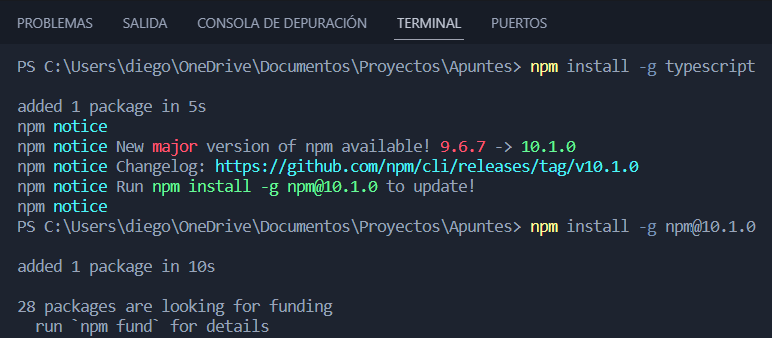 PROBLEMAS SALIDA CONSOLA DE DEPURACIÓN TERMINAL PUERTOS
PS C:\Users\diego\OneDrive\Documentos\Proyectos\Apuntes> npm install -g typescript
added 1 package in 5s
npm notice
npm notice New major version of npm available! 9.6.7 -> 10.1.0
npm notice Changelog: https://github.com/npm/cli/releases/tag/v10.1.0
npm notice Run npm install -g npm@10.1.0 to update!
npm notice
PS C:\Users\diego\OneDrive\Documentos\Proyectos\Apuntes> npm install -g npm@10.1.0
added 1 package in 10s
28 packages are looking for funding
  run `npm fund` for details